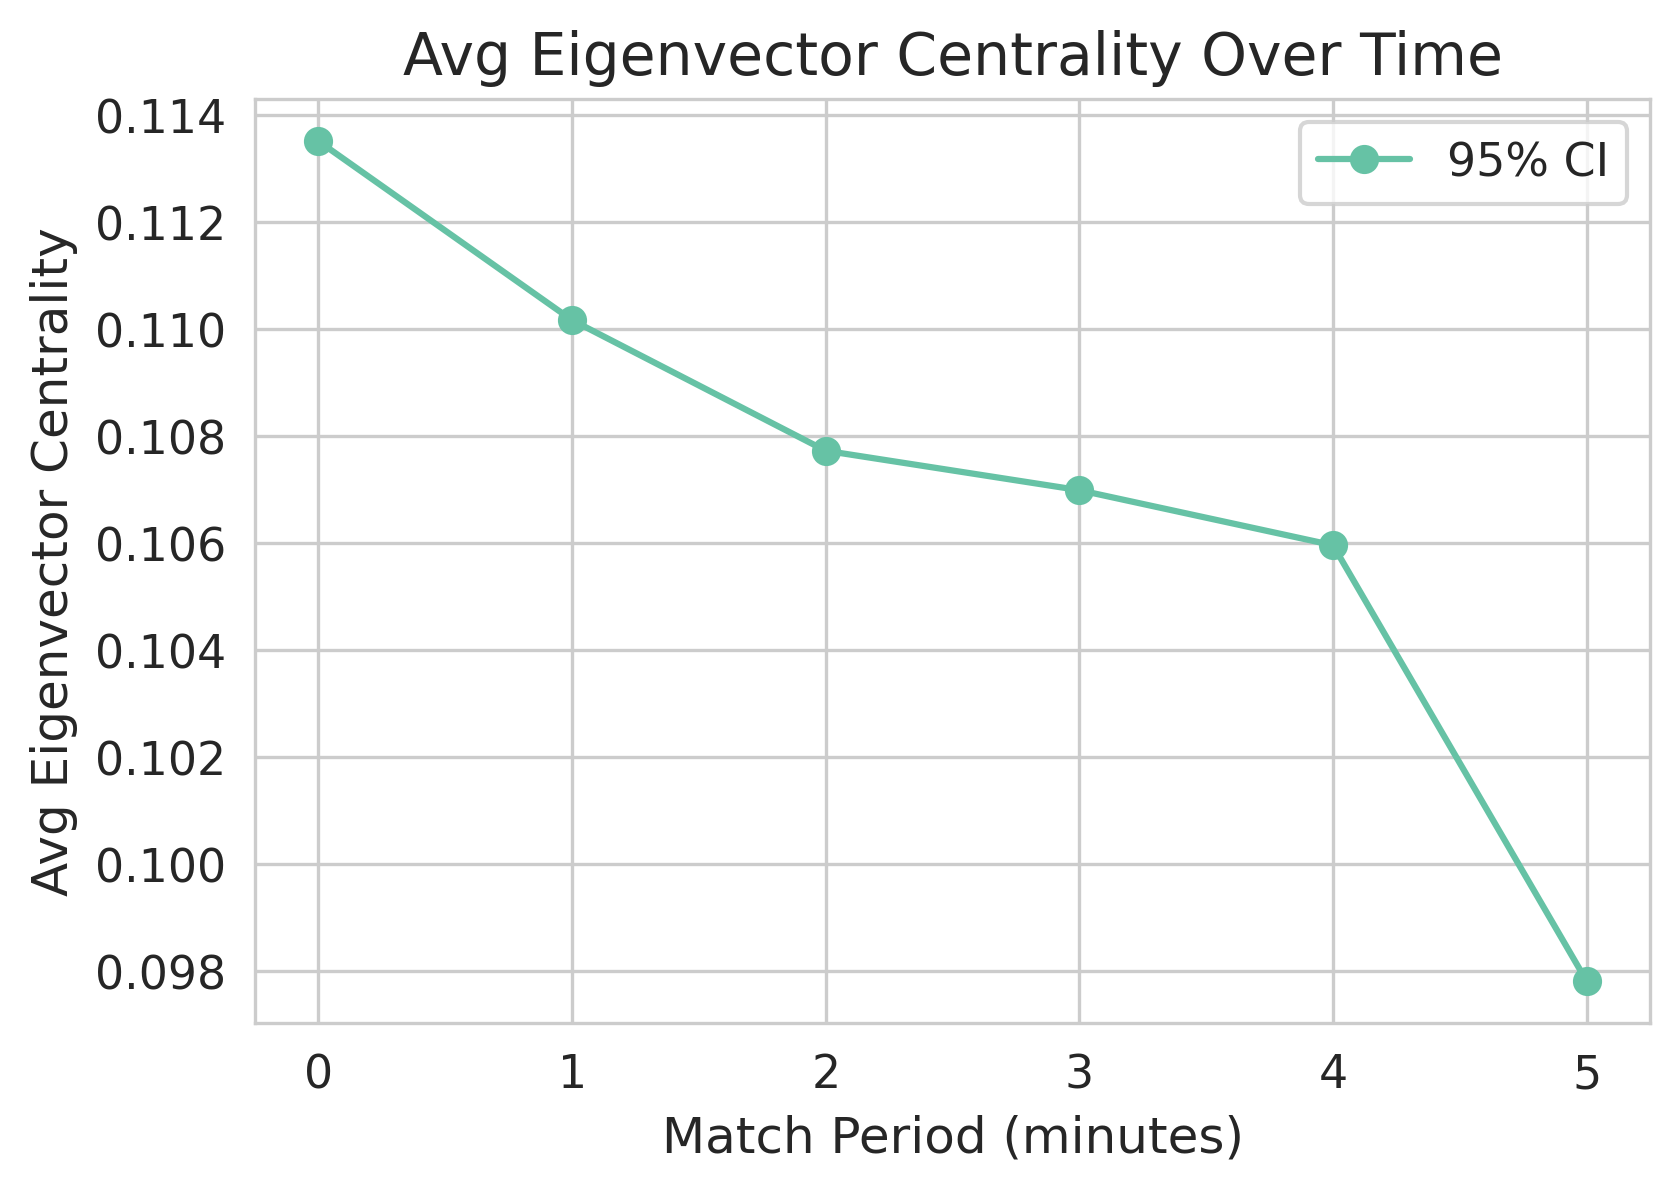 Avg Eigenvector Centrality Over Time
95% CI
Avg Eigenvector Centrality
0.114
0.112
0.110
0.108
0.106
0.104
0.102
0.100
0.098
0 1 2 3 4 5
Match Period (minutes)